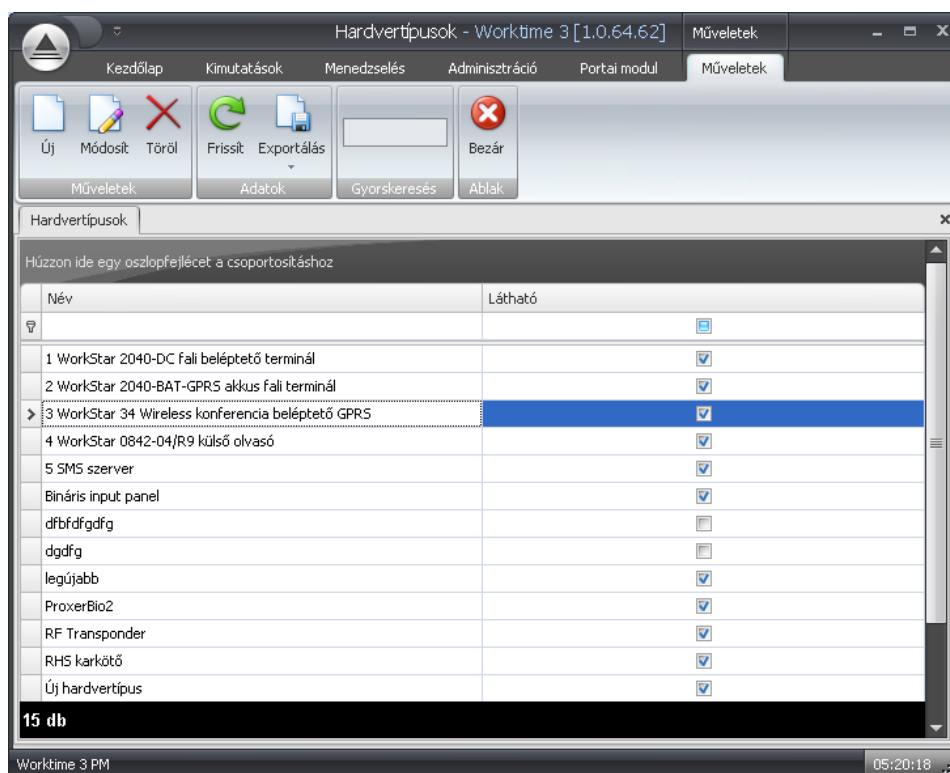 Hardvertípusok - Worktime 3 [1.0.64.62] Műveletek
Kezdőlap Kimutatások Menedzselés Adminisztráció Portai modul Műveletek
Új Módosít Töröl Frissít Exportálás Bezár
Műveletek Adatok Gyorskeresés Ablak
Hardvertípusok
Húzzon ide egy oszlopfejlécet a csoportosításhoz
Név Látható
1 WorkStar 2040-DC fali beléptető terminál
2 WorkStar 2040-BAT-GPRS akkus fali terminál
3 WorkStar 34 Wireless konferencia beléptető GPRS
4 WorkStar 0842-04/R9 külső olvasó
5 SMS szerver
Bináris input panel
dfbfdfgdfg
dgdfg
legújabb
ProxerBio2
RF Transponder
RHS karkötő
Új hardvertípus
15 db
Worktime 3 PM 05:20:18